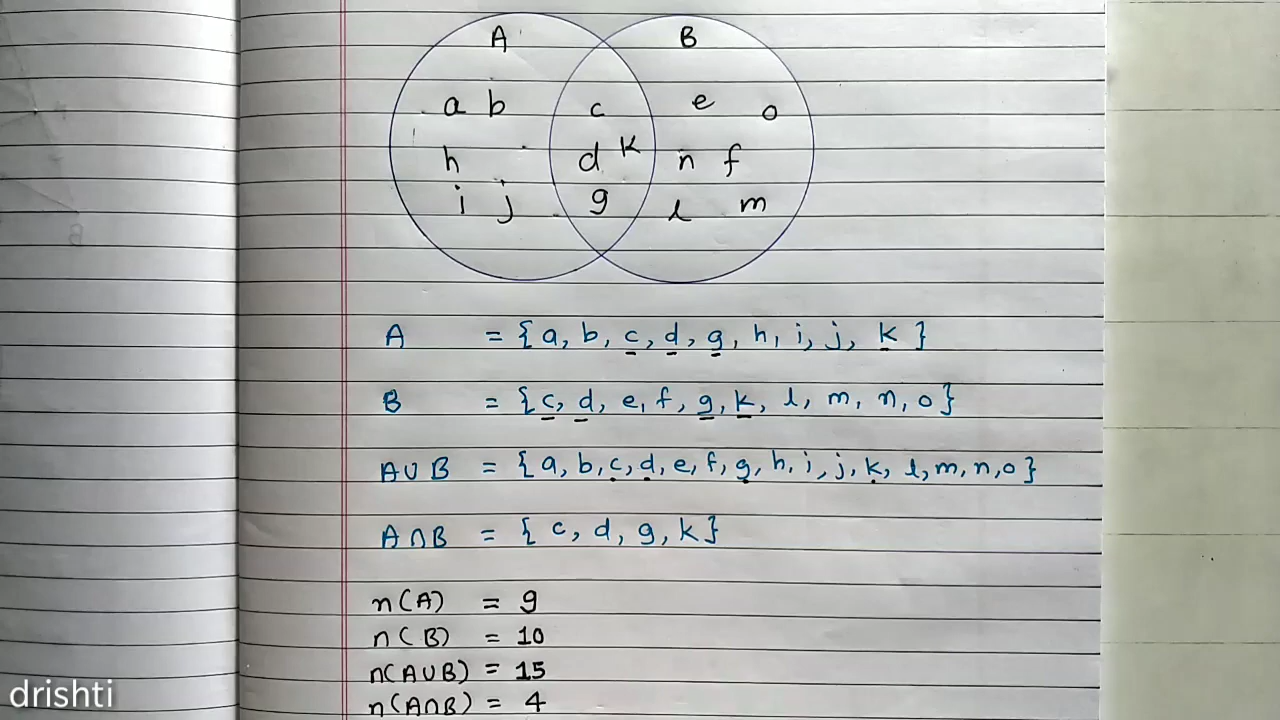 A B
a b c e o
h d k n f
i j g l m
A = { a, b, c, d, g, h, i, j, k }
B = { c, d, e, f, g, k, l, m, n, o }
A∪B = { a, b, c, d, e, f, g, h, i, j, k, l, m, n, o }
A∩B = { c, d, g, k }
n(A) = 9
n(B) = 10
n(A∪B) = 15
n(A∩B) = 4
drishti